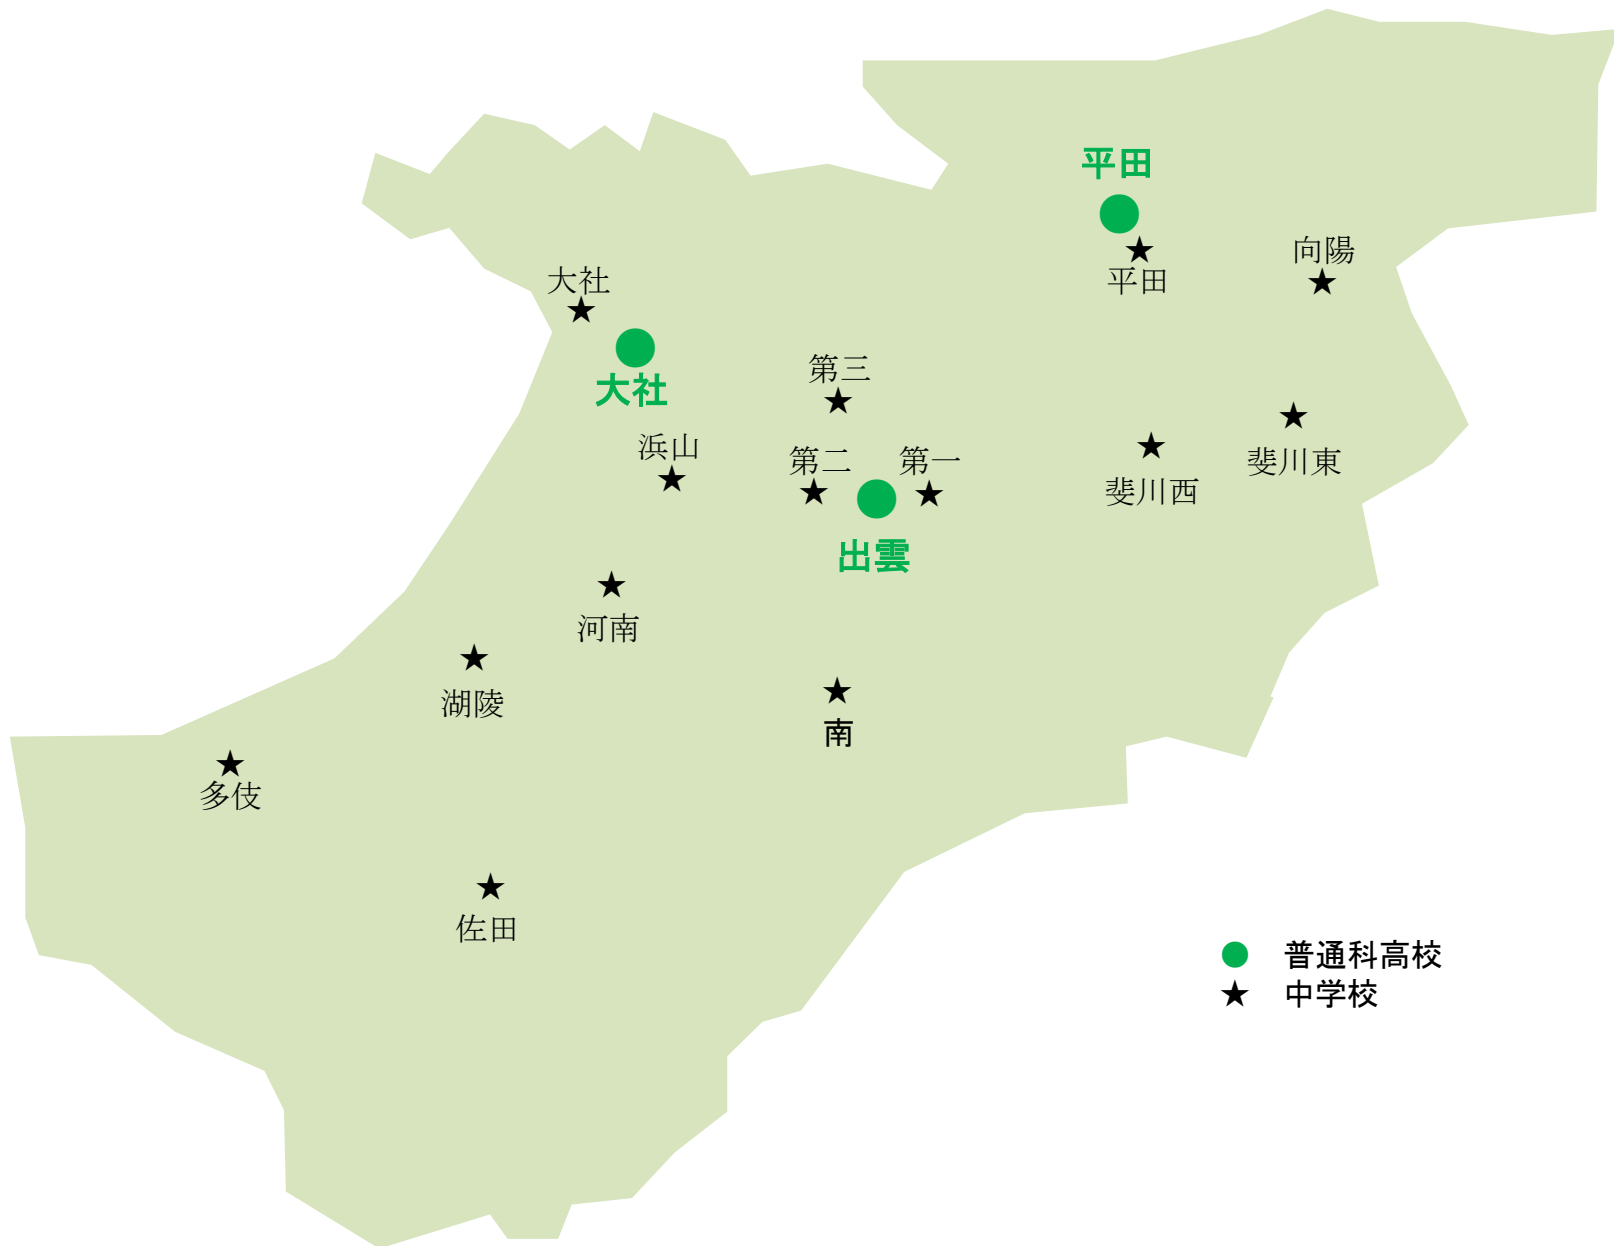 平田
向陽
平田
大社
大社
第三
浜山
第二
第一
斐川東
斐川西
出雲
河南
湖陵
南
多伎
佐田
普通科高校
中学校